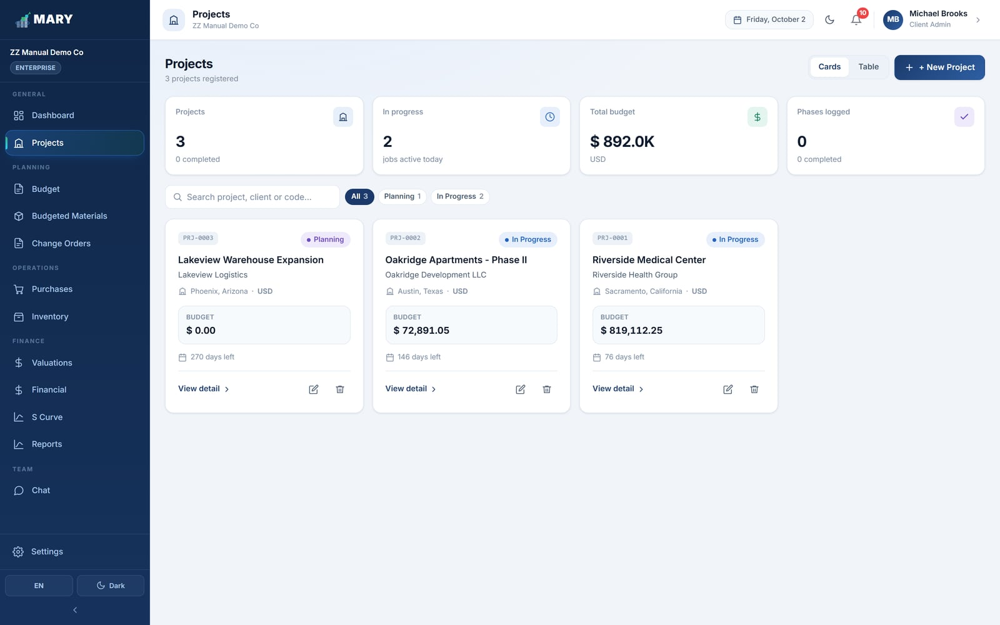 MARY
ZZ Manual Demo Co
ENTERPRISE
GENERAL
Dashboard
Projects
PLANNING
Budget
Budgeted Materials
Change Orders
OPERATIONS
Purchases
Inventory
FINANCE
Valuations
Financial
S Curve
Reports
TEAM
Chat
Settings
EN
Dark
Projects
ZZ Manual Demo Co
Friday, October 2
10
MB
Michael Brooks
Client Admin
Projects
3 projects registered
Cards
Table
+ + New Project
Projects
3
0 completed
In progress
2
jobs active today
Total budget
$
$ 892.0K
USD
Phases logged
0
0 completed
Search project, client or code...
All 3
Planning 1
In Progress 2
PRJ-0003
Planning
Lakeview Warehouse Expansion
Lakeview Logistics
Phoenix, Arizona · USD
BUDGET
$ 0.00
270 days left
View detail
PRJ-0002
In Progress
Oakridge Apartments - Phase II
Oakridge Development LLC
Austin, Texas · USD
BUDGET
$ 72,891.05
146 days left
View detail
PRJ-0001
In Progress
Riverside Medical Center
Riverside Health Group
Sacramento, California · USD
BUDGET
$ 819,112.25
76 days left
View detail